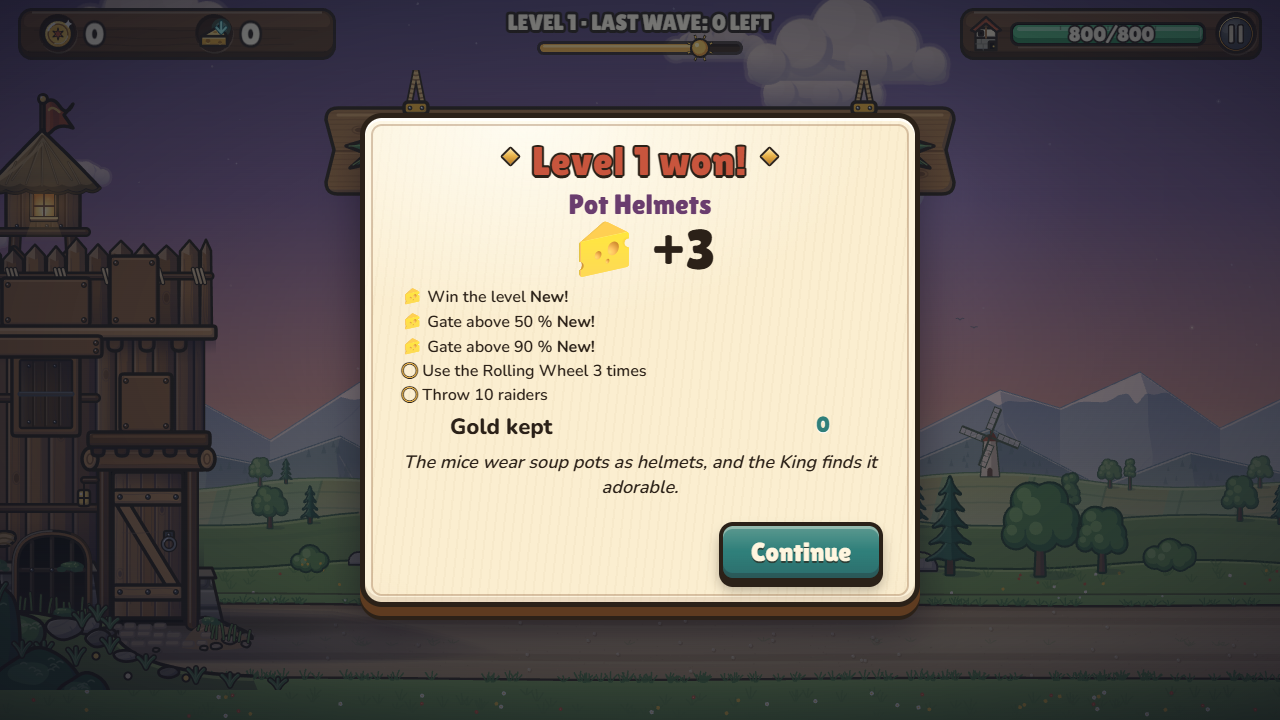 0
0
LEVEL 1 · LAST WAVE: 0 LEFT
800/800
Level 1 won!
Pot Helmets
+3
Win the level New!
Gate above 50 % New!
Gate above 90 % New!
Use the Rolling Wheel 3 times
Throw 10 raiders
Gold kept 0
The mice wear soup pots as helmets, and the King finds it
adorable.
Continue